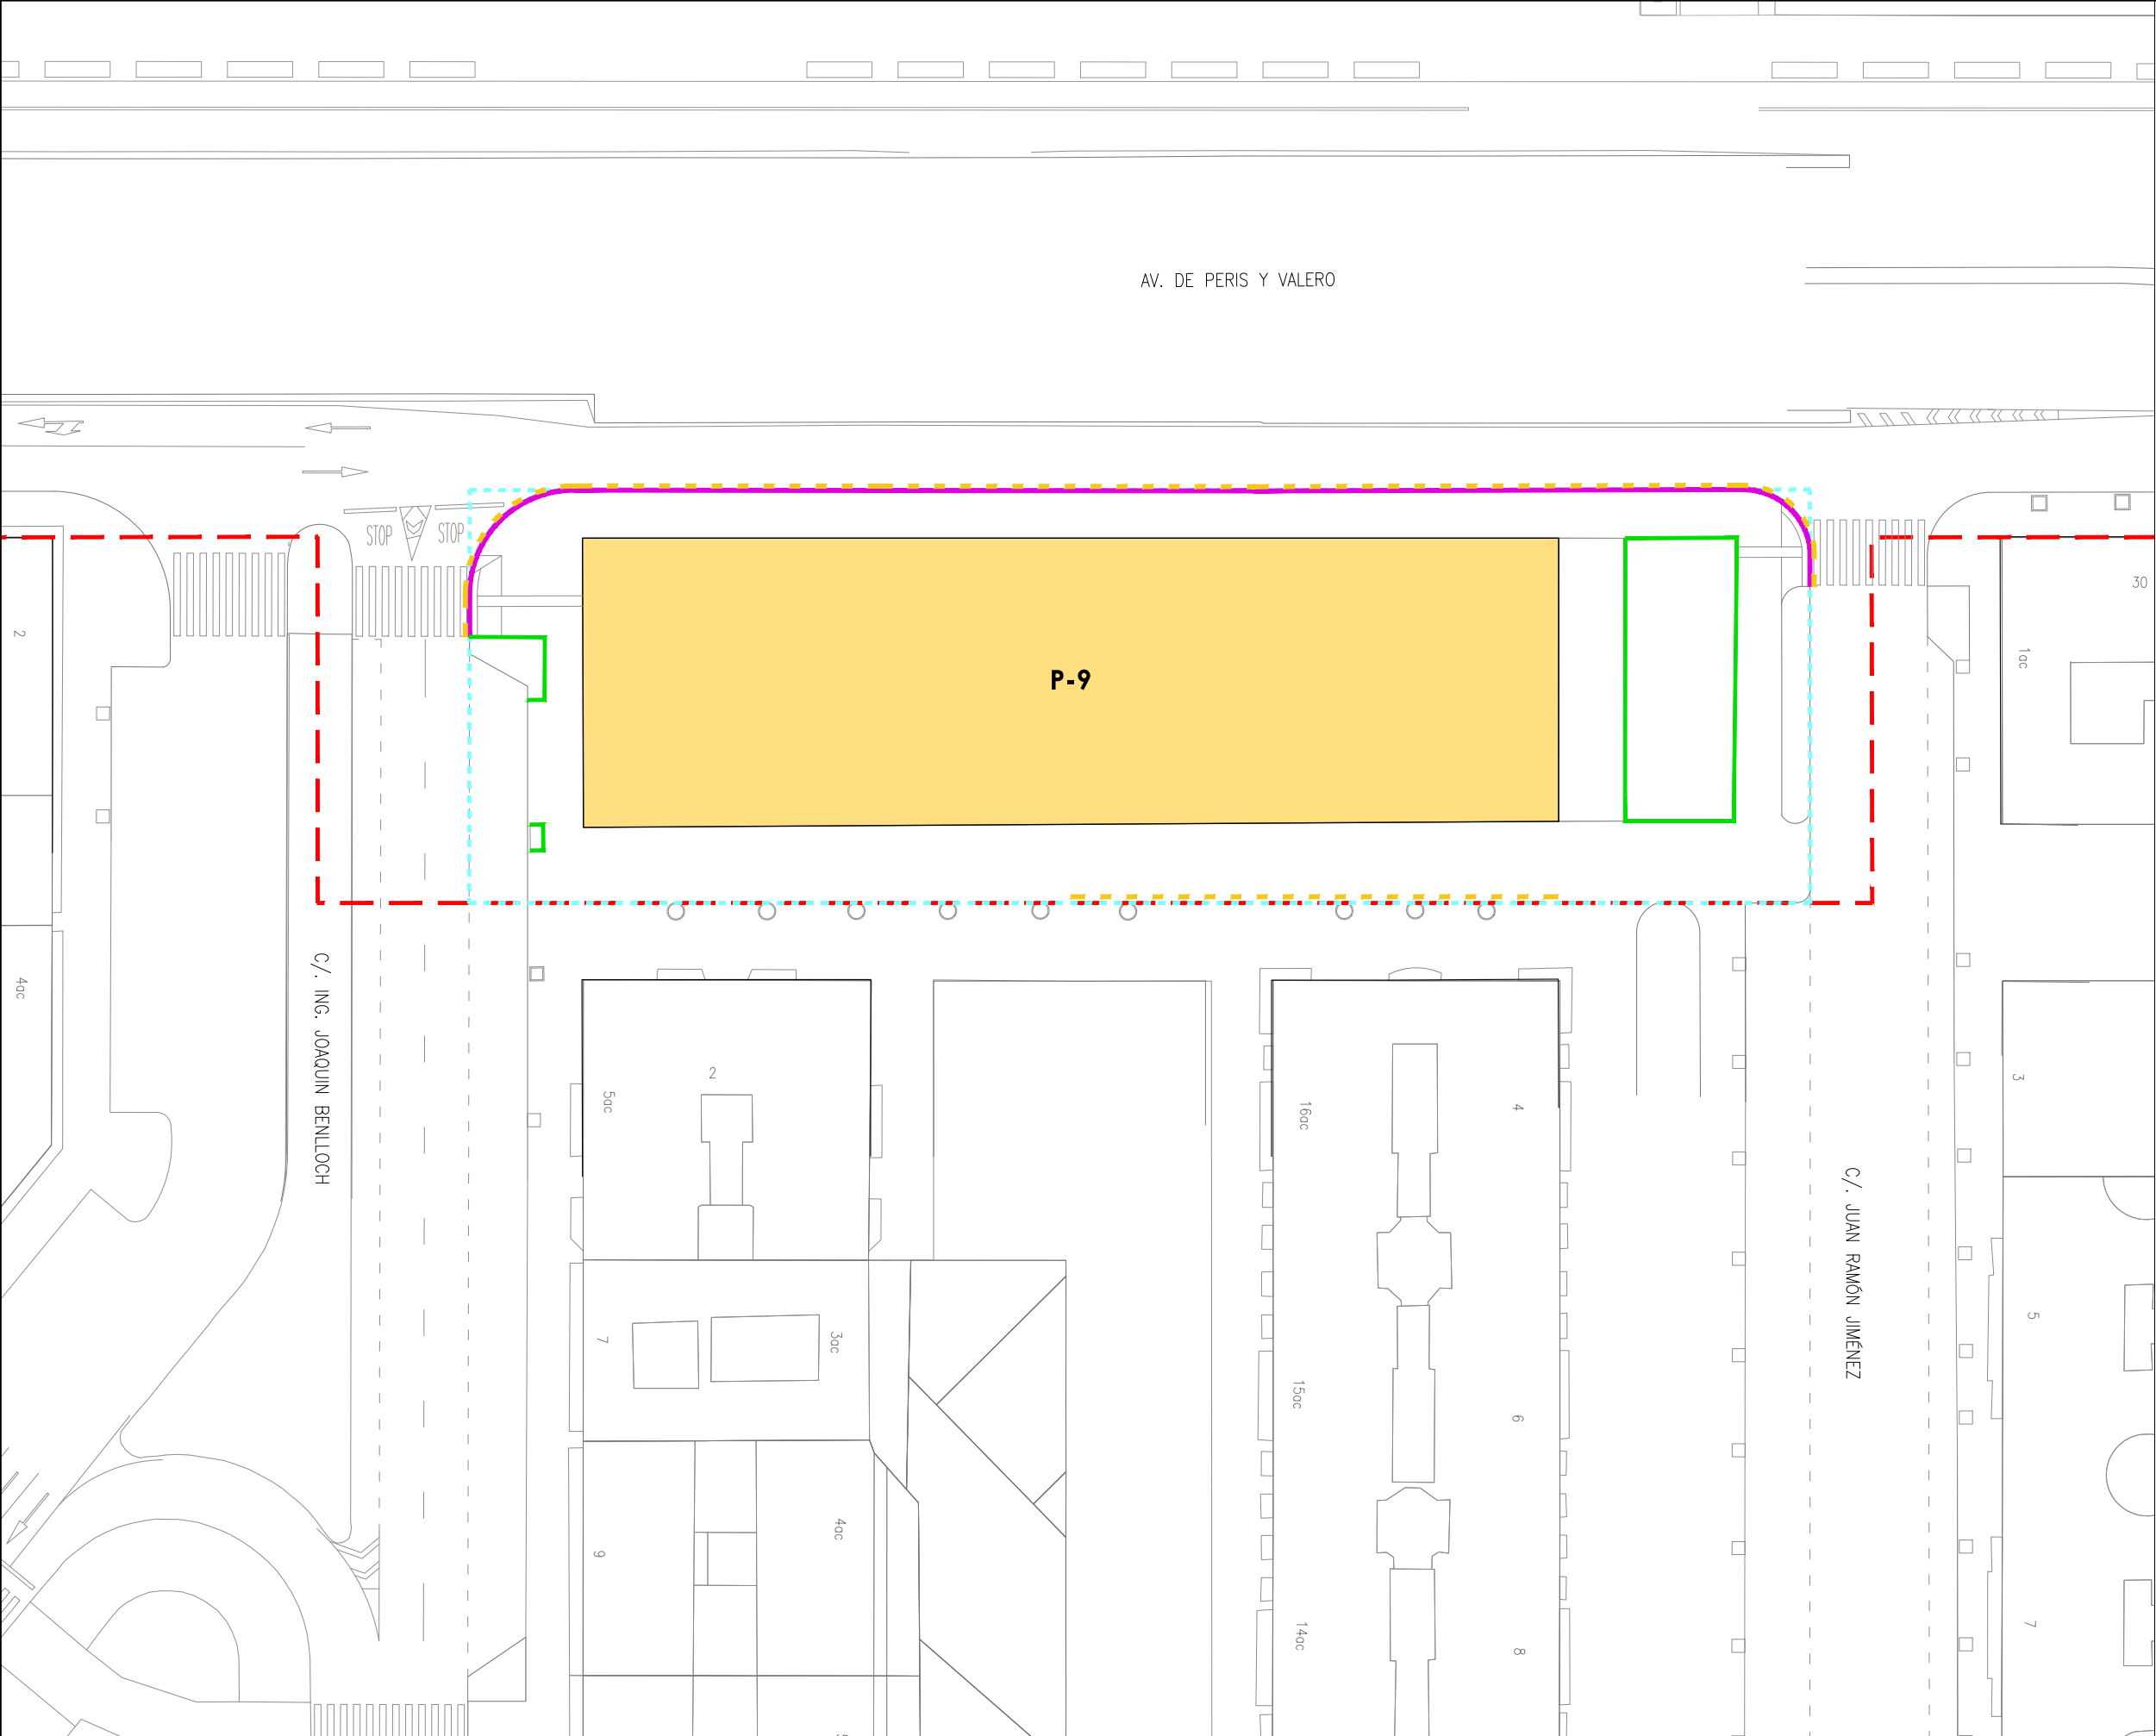 AV. DE PERIS Y VALERO
STOP
STOP
30
2
1ac
P-9
4ac
C/. ING. JOAQUIN BENLLOCH
2
5ac
16ac
4
3
C/. JUAN RAMÓN JIMÉNEZ
7
3ac
5
15ac
6
4ac
9
14ac
8
7